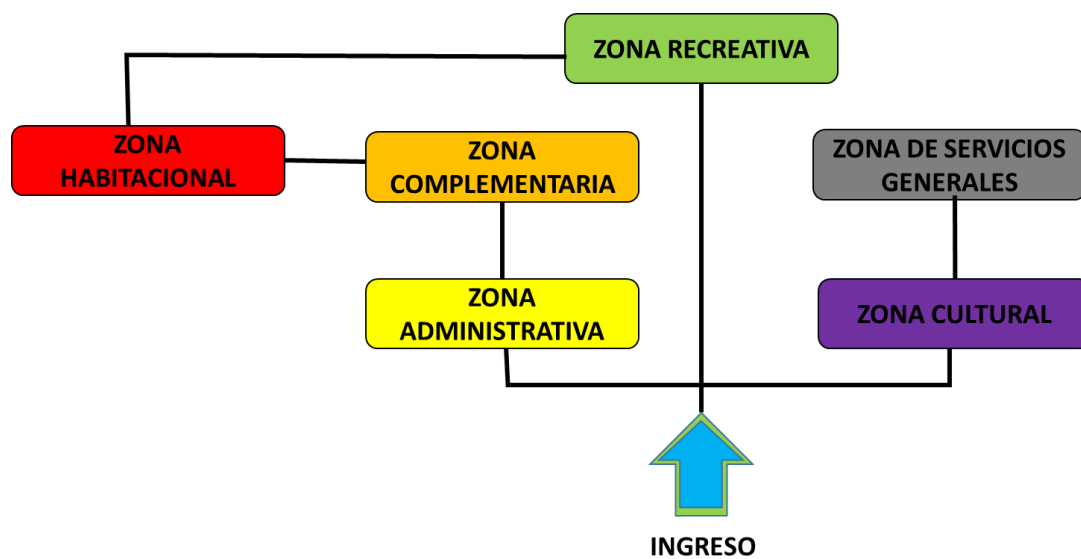 ZONA RECREATIVA
ZONA
HABITACIONAL
ZONA
COMPLEMENTARIA
ZONA DE SERVICIOS
GENERALES
ZONA
ADMINISTRATIVA
ZONA CULTURAL
INGRESO